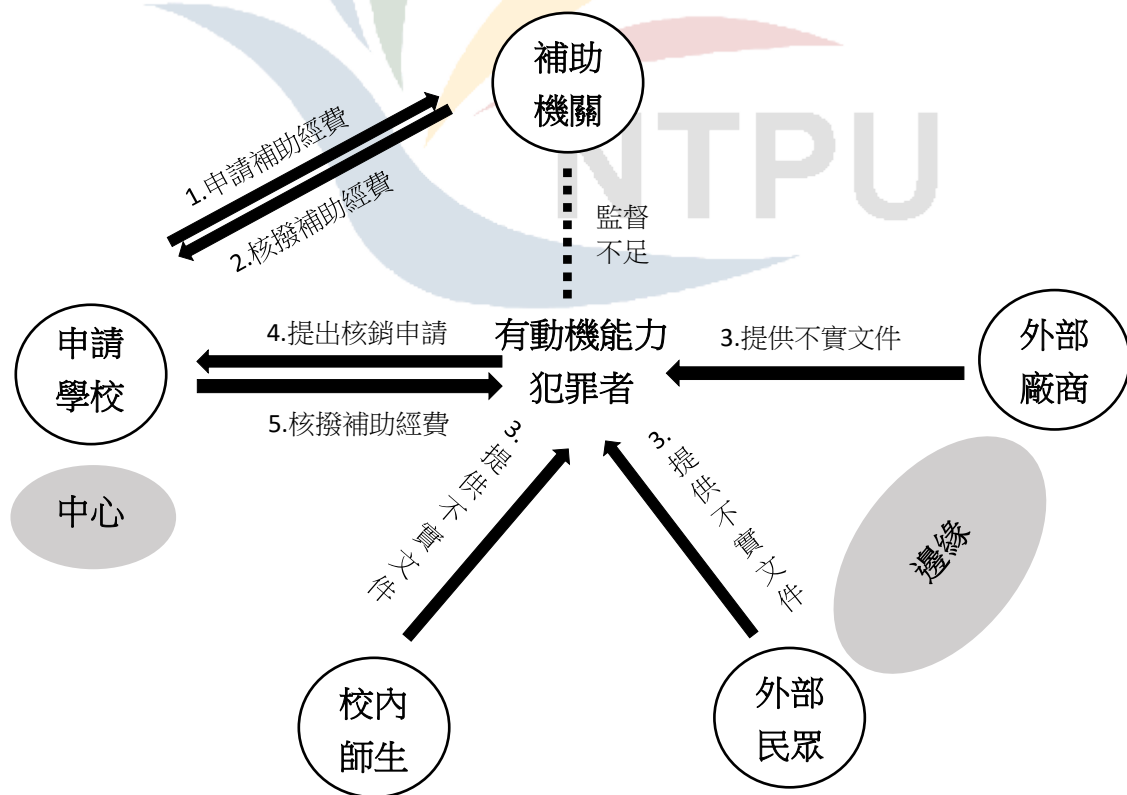 補助
機關
NTPU
1.申請補助經費
2.核撥補助經費
監督
不足
申請
學校
4.提出核銷申請
5.核撥補助經費
有動機能力
犯罪者
3.提供不實文件
外部
廠商
中心
3.提供不實文件
3.提供不實文件
邊緣
校內
師生
外部
民眾